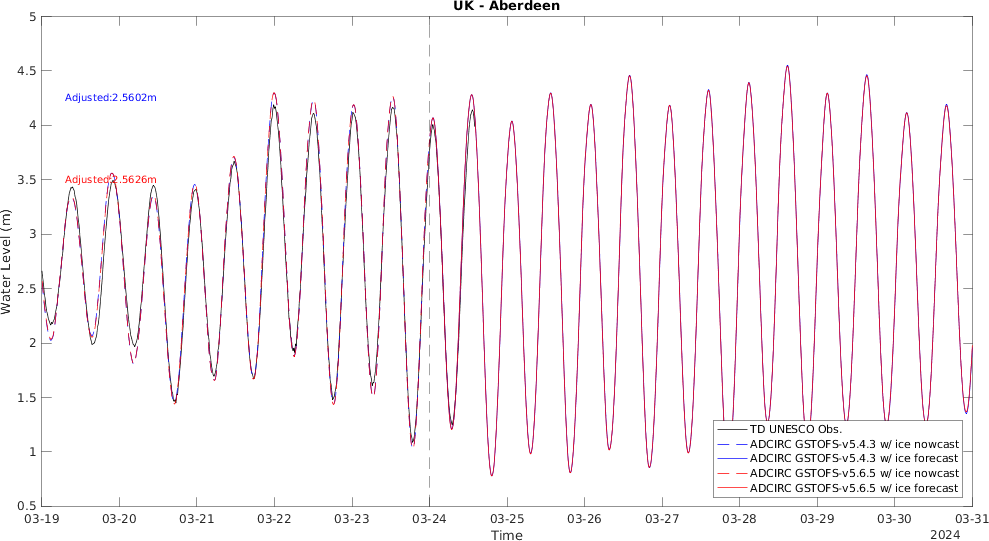 UK - Aberdeen
5
4.5
Adjusted:2.5602m
4
3.5
Adjusted:2.5626m
3
2.5
2
1.5
1
0.5
Water Level (m)
TD UNESCO Obs.
ADCIRC GSTOFS-v5.4.3 w/ ice nowcast
ADCIRC GSTOFS-v5.4.3 w/ ice forecast
ADCIRC GSTOFS-v5.6.5 w/ ice nowcast
ADCIRC GSTOFS-v5.6.5 w/ ice forecast
03-19 03-20 03-21 03-22 03-23 03-24 03-25 03-26 03-27 03-28 03-29 03-30 03-31
Time
2024